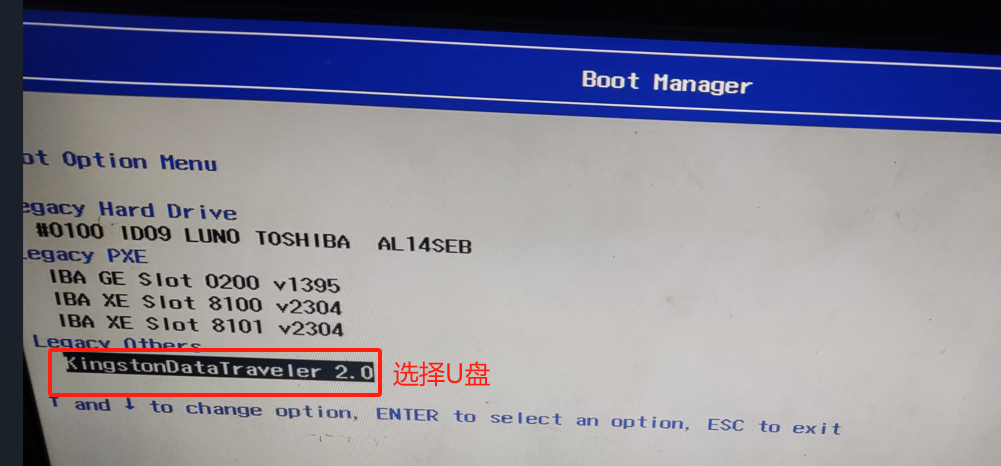 Boot Manager
ot Option Menu
egacy Hard Drive
#0100 ID09 LUN0 TOSHIBA AL14SEB
Legacy PXE
IBA GE Slot 0200 v1395
IBA XE Slot 8100 v2304
IBA XE Slot 8101 v2304
Legacy Others
KingstonDataTraveler 2.0 选择U盘
↑ and ↓ to change option, ENTER to select an option, ESC to exit